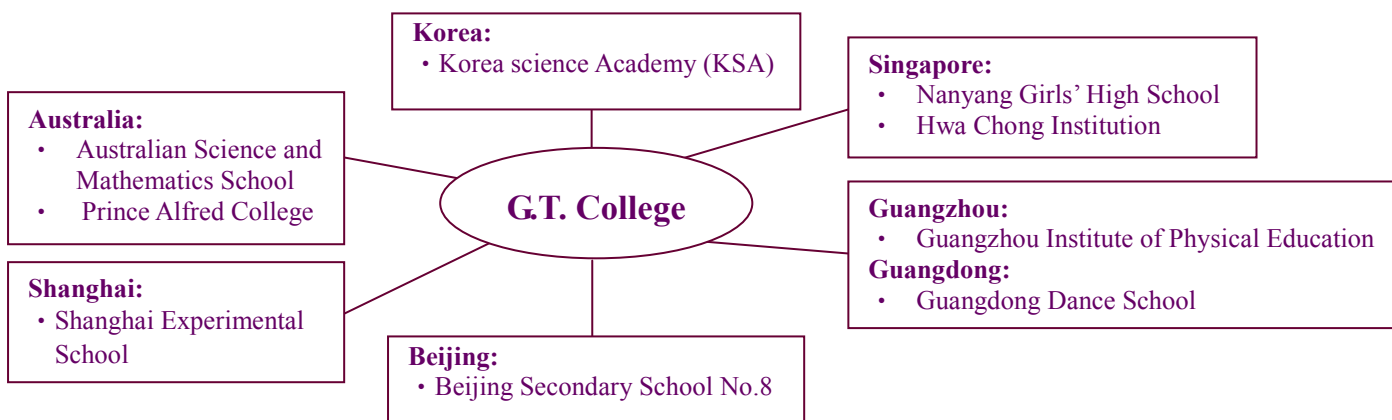 Korea:
• Korea science Academy (KSA)
Singapore:
• Nanyang Girls’ High School
• Hwa Chong Institution
Australia:
• Australian Science and
Mathematics School
• Prince Alfred College
G.T. College
Guangzhou:
• Guangzhou Institute of Physical Education
Guangdong:
• Guangdong Dance School
Shanghai:
• Shanghai Experimental
School
Beijing:
• Beijing Secondary School No.8